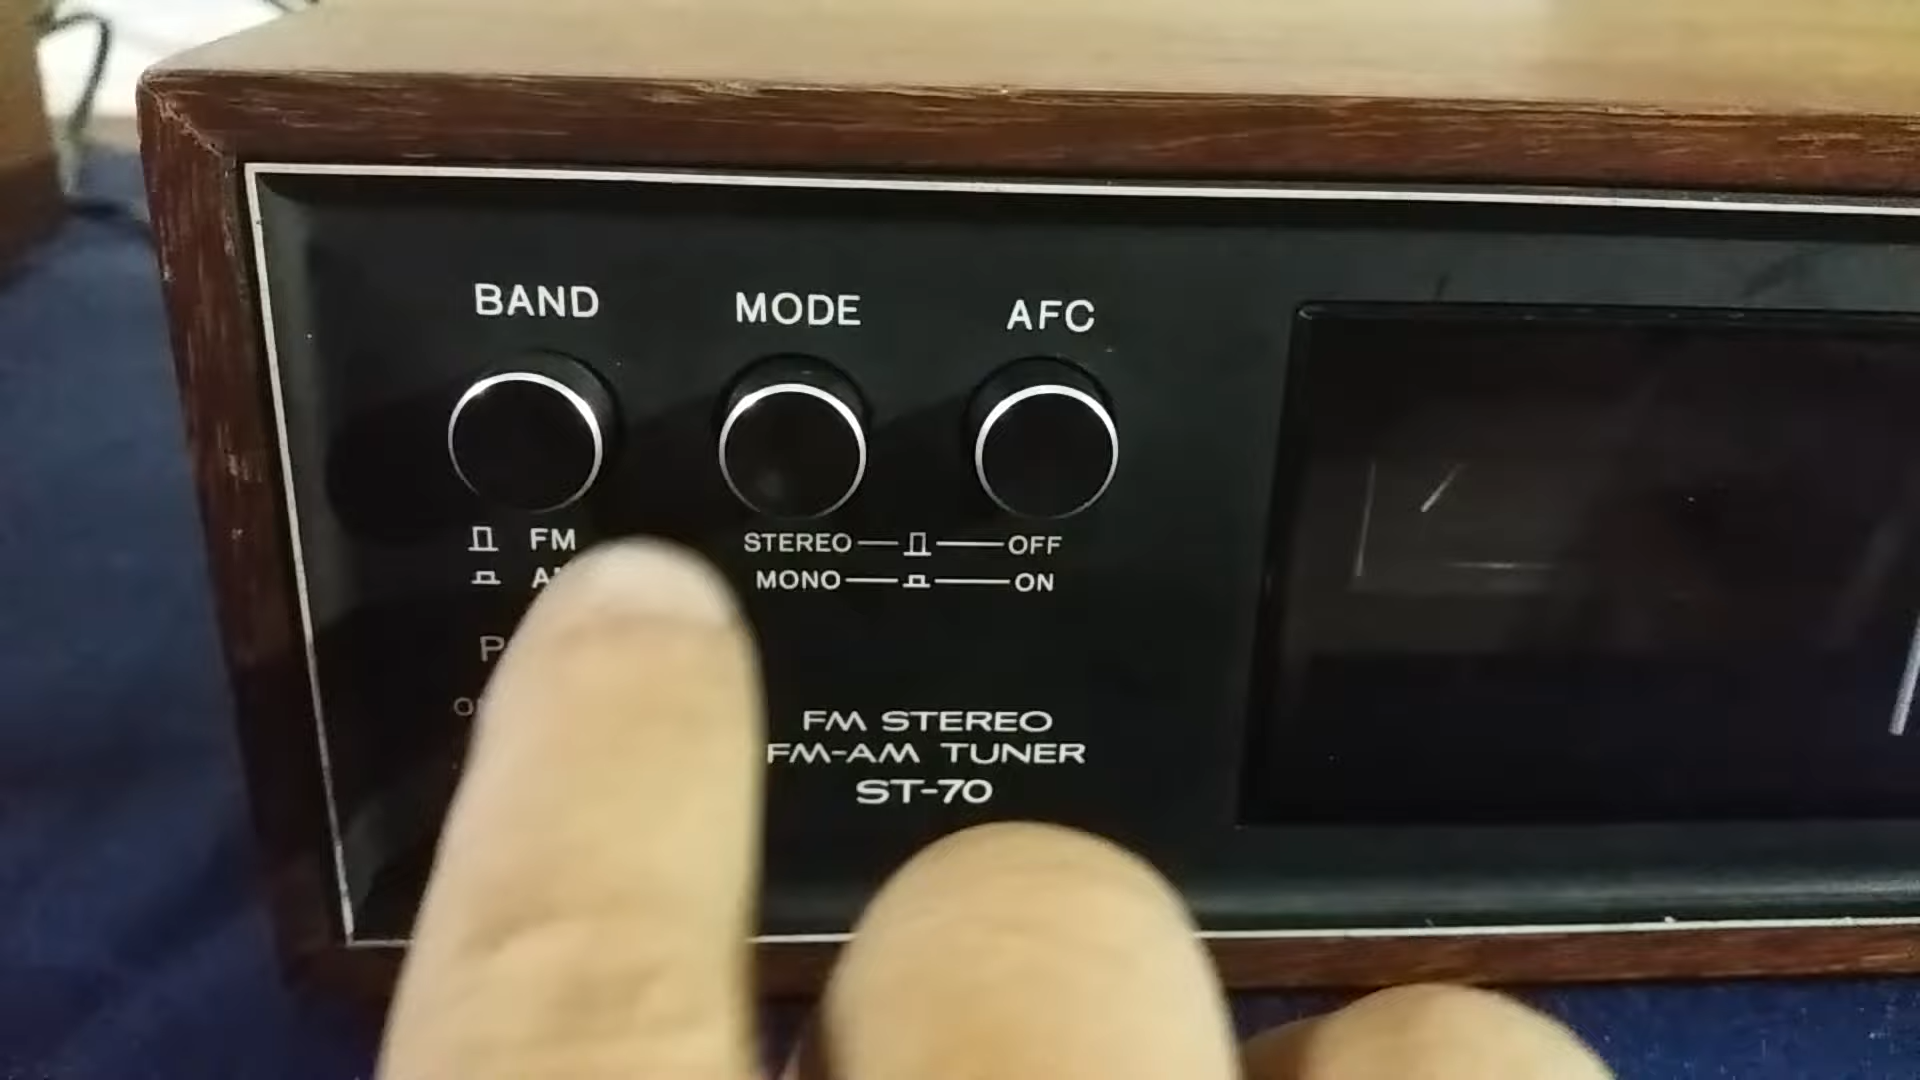 BAND MODE AFC
FM STEREO OFF
MONO ON
FM STEREO
FM-AM TUNER
ST-70